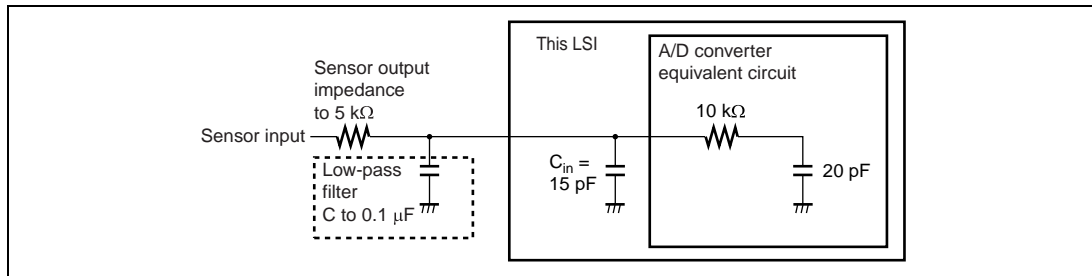 This LSI
A/D converter
equivalent circuit
Sensor output
impedance
to 5 kΩ
10 kΩ
Sensor input
Low-pass
filter
C to 0.1 μF
Cin =
15 pF
20 pF